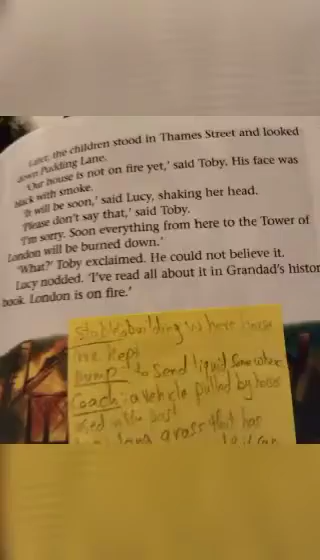 Later, the children stood in Thames Street and looked
down Pudding Lane.
'Our house is not on fire yet,' said Toby. His face was
black with smoke.
'It will be soon,' said Lucy, shaking her head.
'Please don't say that,' said Toby.
'I'm sorry. Soon everything from here to the Tower of
London will be burned down.'
'What?' Toby exclaimed. He could not believe it.
Lucy nodded. 'I've read all about it in Grandad's histor
book. London is on fire.'
building where
kept
Pump to send liquid somewhere
Coach: a vehicle pulled by
used in the past
grass that has